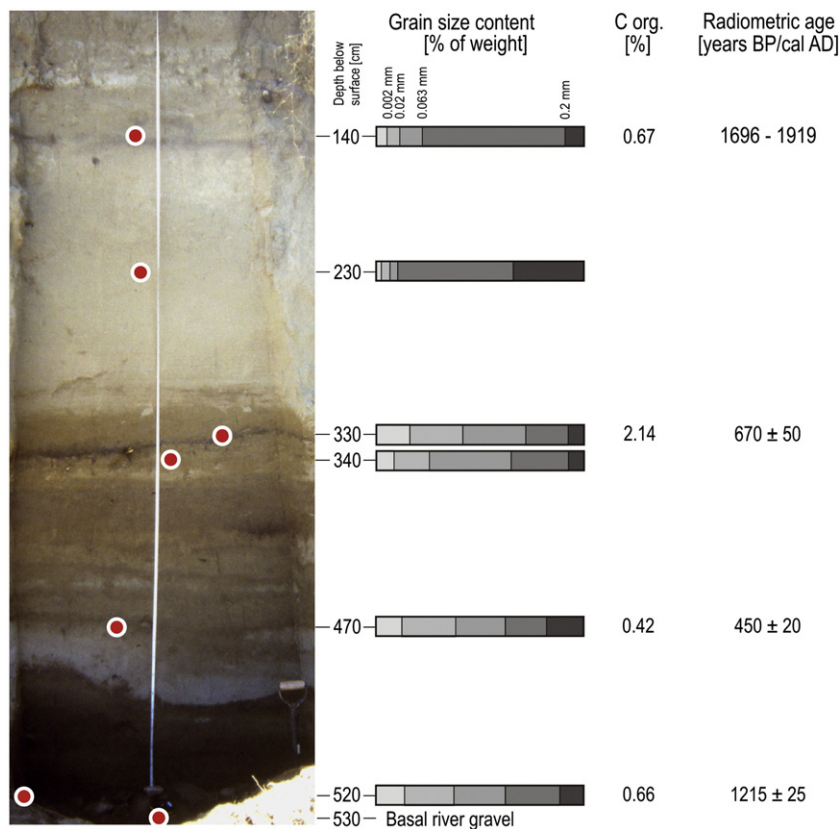 Grain size content
[% of weight]
C org.
[%]
Radiometric age
[years BP/cal AD]
Depth below
surface [cm]
0.002 mm
0.02 mm
0.063 mm
0.2 mm
140
0.67
1696 - 1919
230
330
2.14
670 ± 50
340
470
0.42
450 ± 20
520
0.66
1215 ± 25
530
Basal river gravel